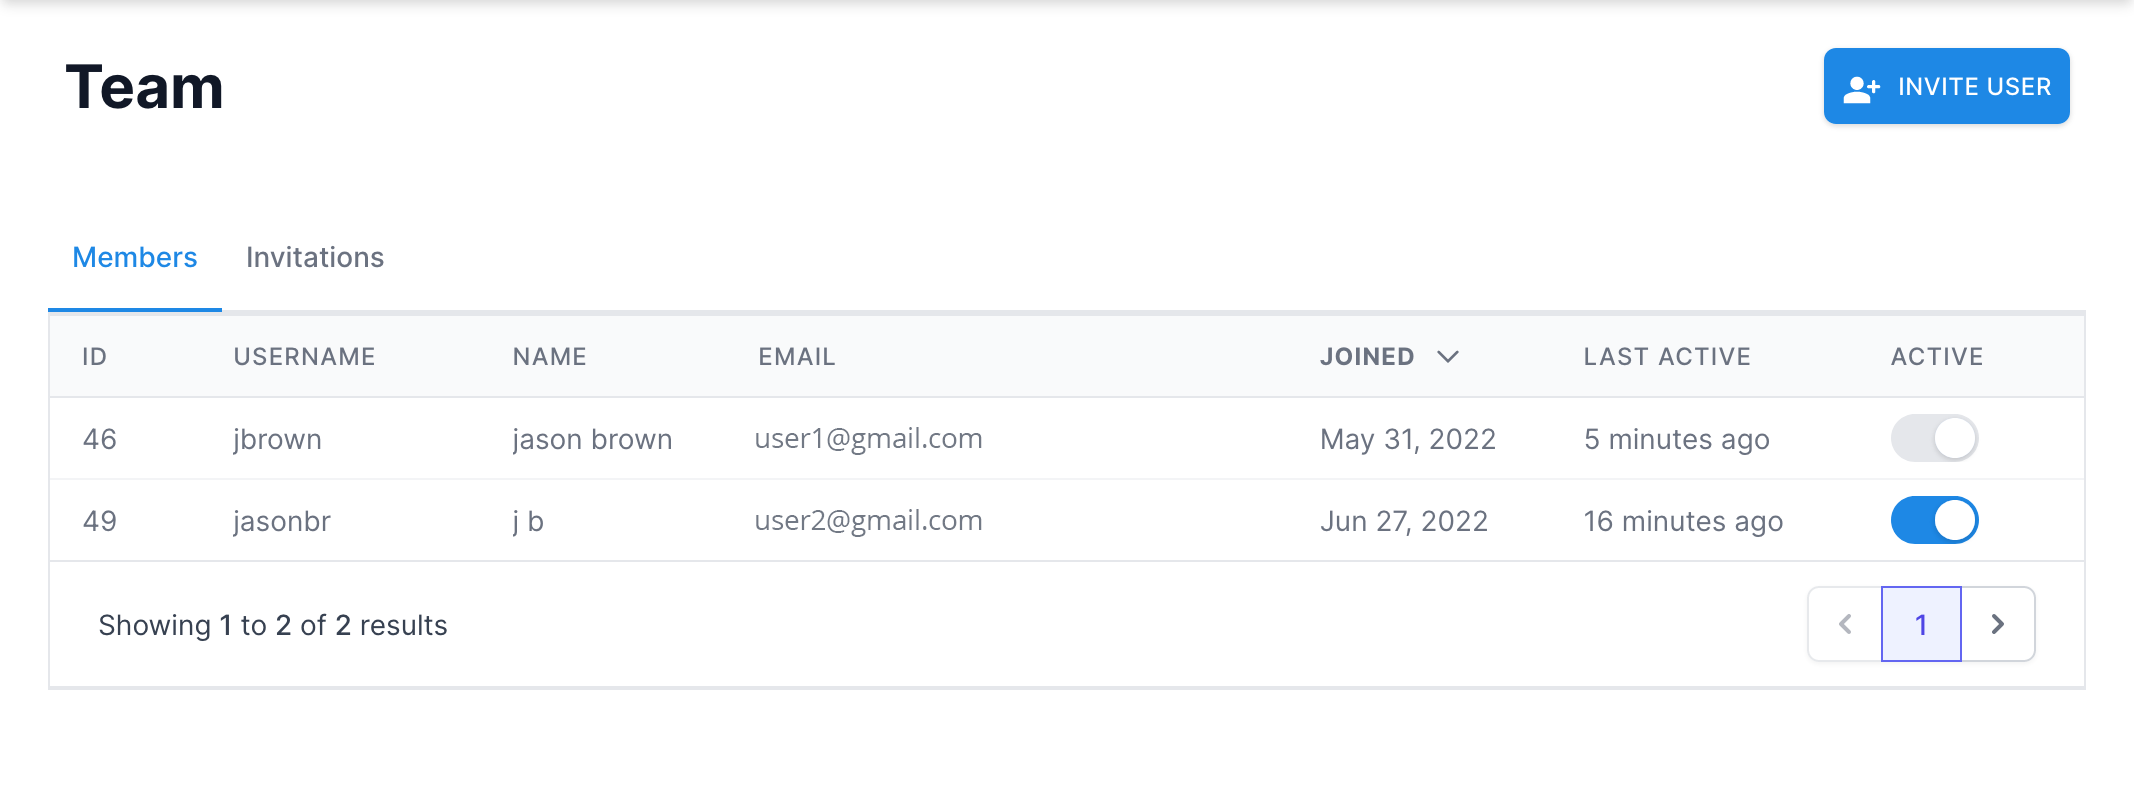 Team
INVITE USER
Members Invitations
ID USERNAME NAME EMAIL JOINED LAST ACTIVE ACTIVE
46 jbrown jason brown user1@gmail.com May 31, 2022 5 minutes ago
49 jasonbr j b user2@gmail.com Jun 27, 2022 16 minutes ago
Showing 1 to 2 of 2 results
1